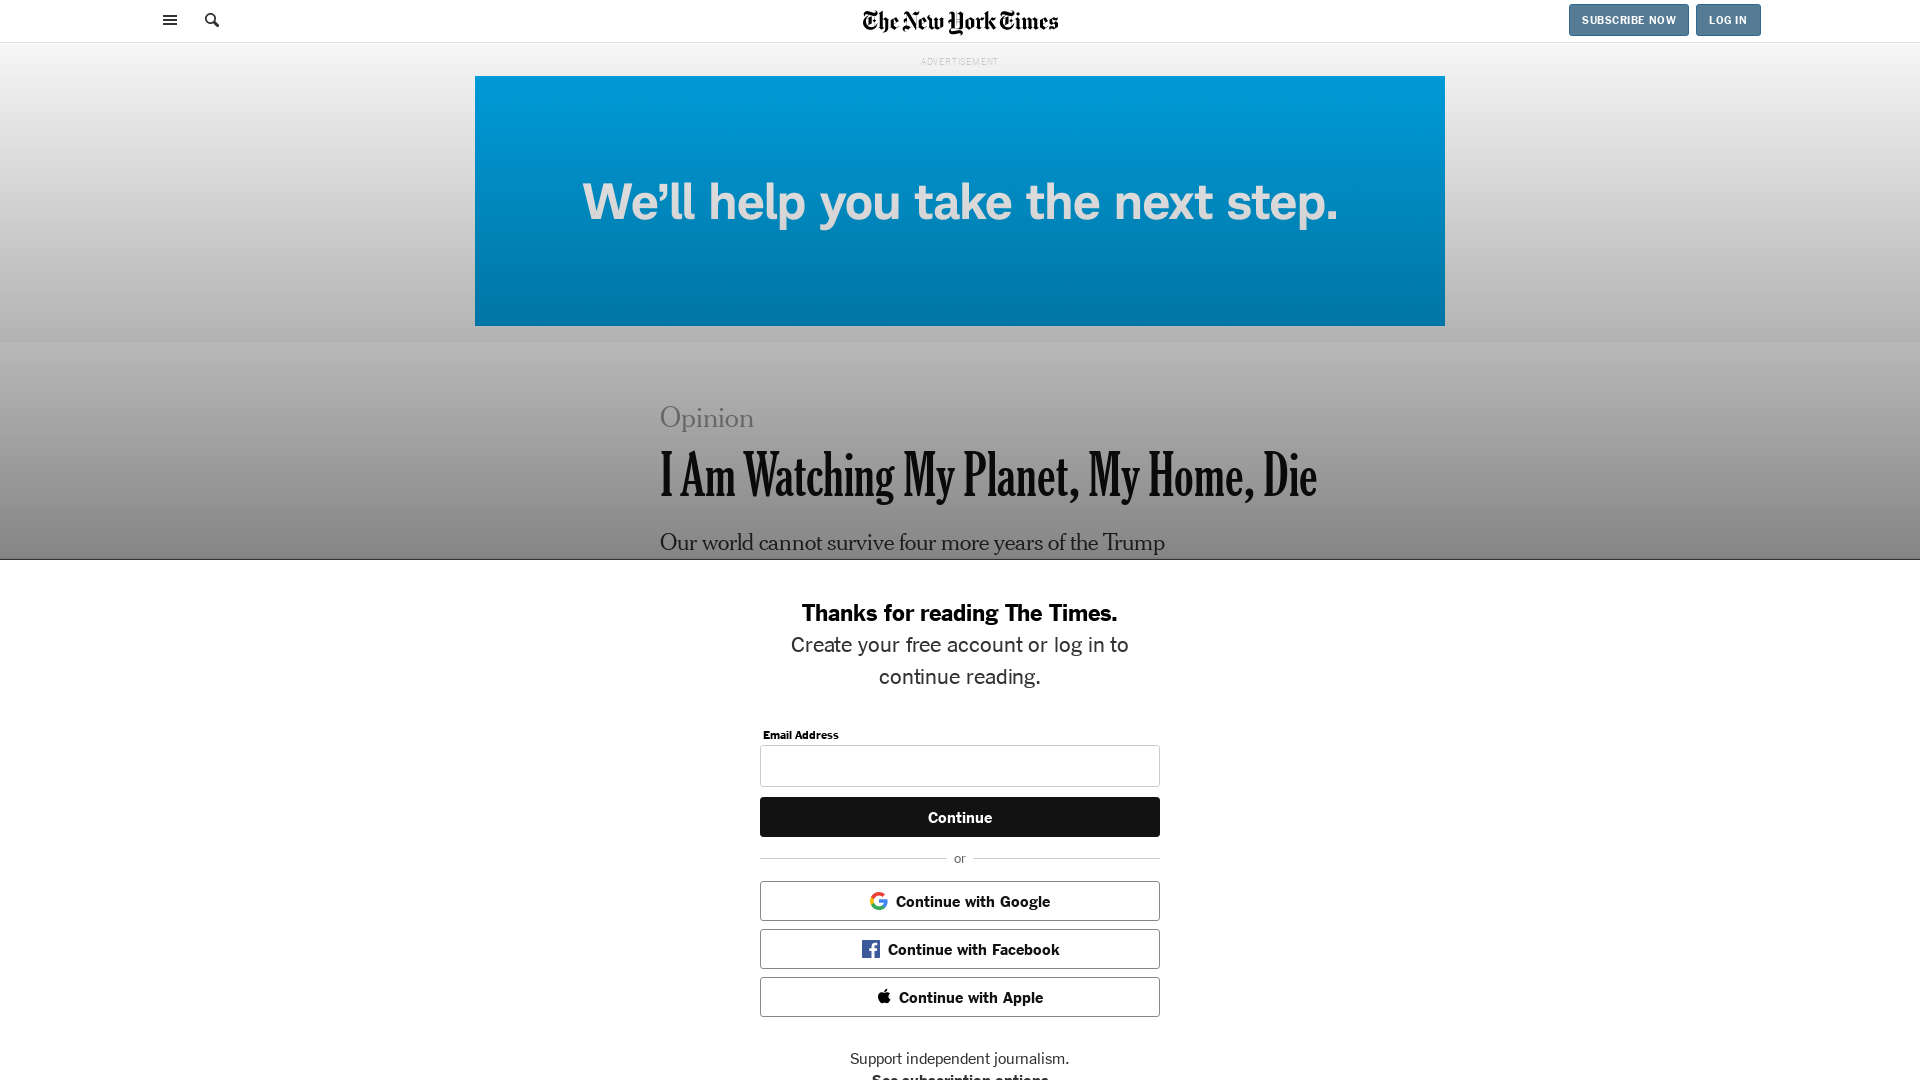 The New York Times
SUBSCRIBE NOW
LOG IN
ADVERTISEMENT
We'll help you take the next step.
Opinion
I Am Watching My Planet, My Home, Die
Our world cannot survive four more years of the Trump
Thanks for reading The Times.
Create your free account or log in to
continue reading.
Email Address
Continue
or
Continue with Google
Continue with Facebook
Continue with Apple
Support independent journalism.
See subscription options.